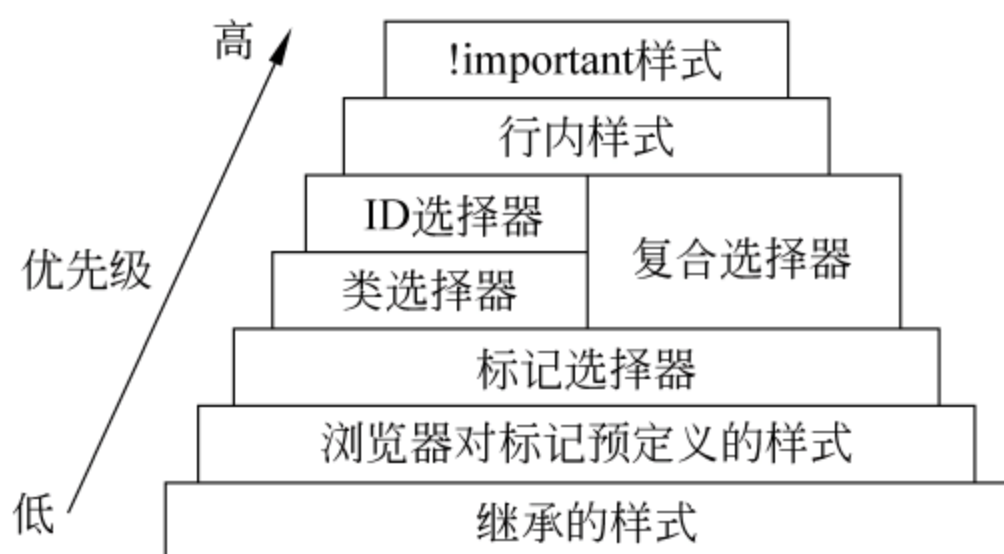 高
!important样式
行内样式
ID选择器
复合选择器
优先级
类选择器
标记选择器
浏览器对标记预定义的样式
低
继承的样式